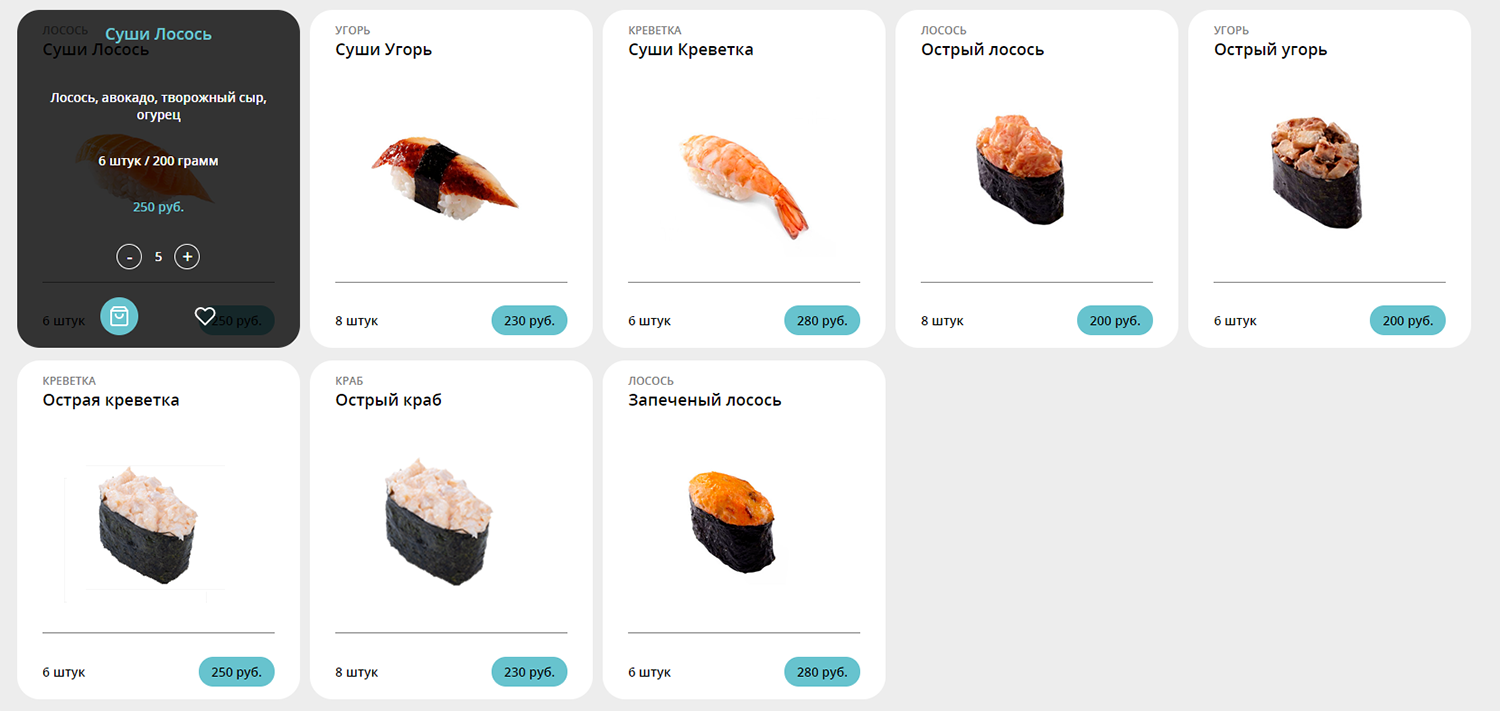 ЛОСОСЬ
Суши Лосось
Суши Лосось
Лосось, авокадо, творожный сыр,
огурец
6 штук / 200 грамм
250 руб.
- 5 +
6 штук
250 руб.
УГОРЬ
Суши Угорь
8 штук
230 руб.
КРЕВЕТКА
Суши Креветка
6 штук
280 руб.
ЛОСОСЬ
Острый лосось
8 штук
200 руб.
УГОРЬ
Острый угорь
6 штук
200 руб.
КРЕВЕТКА
Острая креветка
6 штук
250 руб.
КРАБ
Острый краб
8 штук
230 руб.
ЛОСОСЬ
Запеченый лосось
6 штук
280 руб.